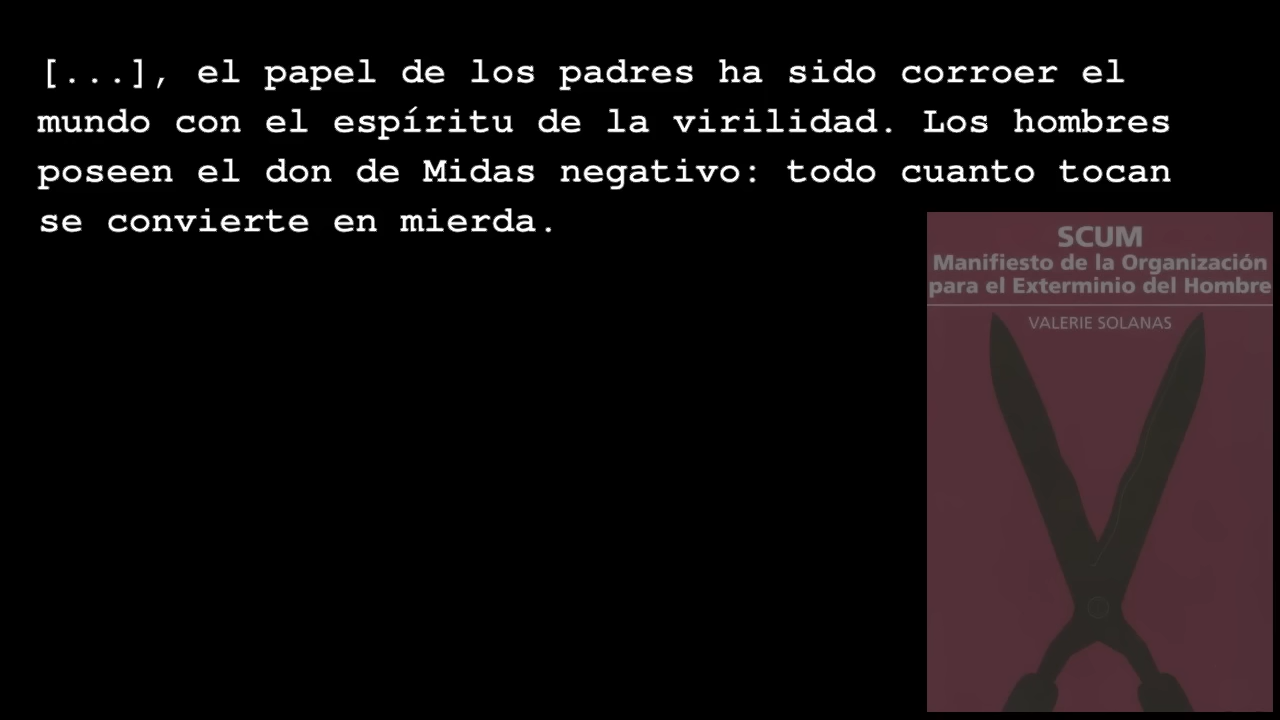 [...], el papel de los padres ha sido corroer el
mundo con el espíritu de la virilidad. Los hombres
poseen el don de Midas negativo: todo cuanto tocan
se convierte en mierda.
SCUM
Manifiesto de la Organización
para el Exterminio del Hombre
VALERIE SOLANAS